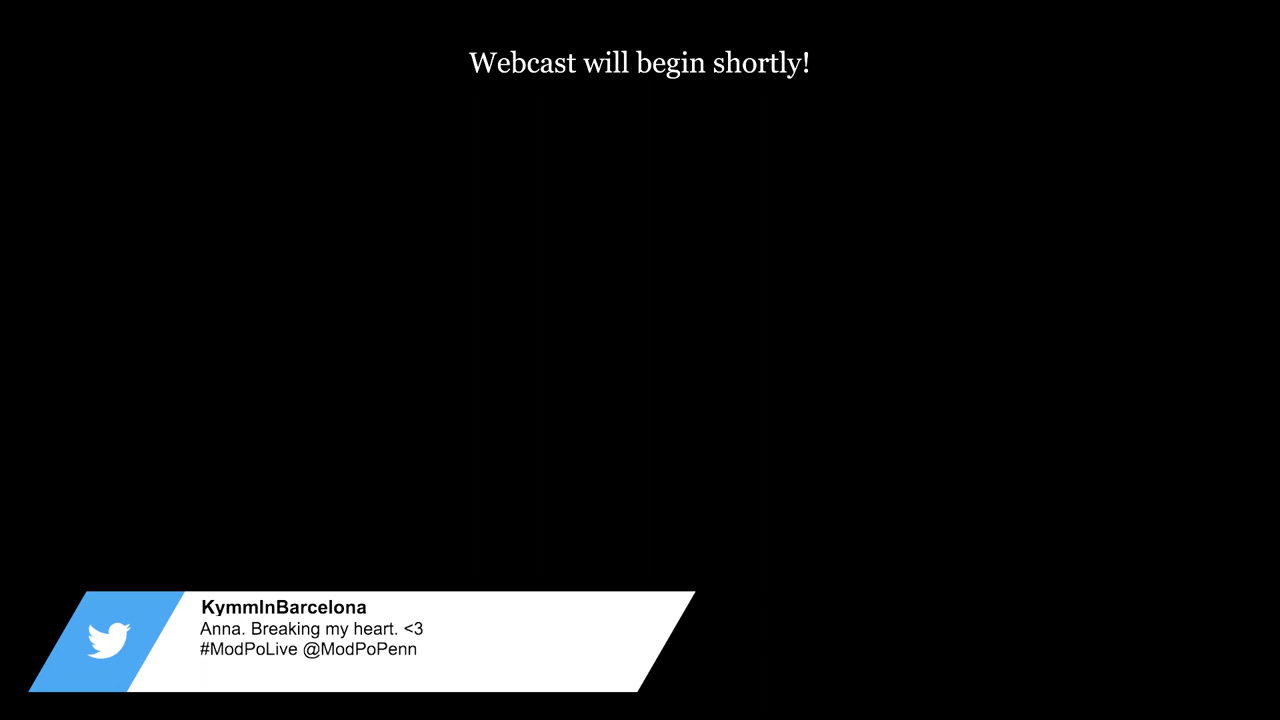 Webcast will begin shortly!
KymmInBarcelona
Anna. Breaking my heart. <3
#ModPoLive @ModPoPenn